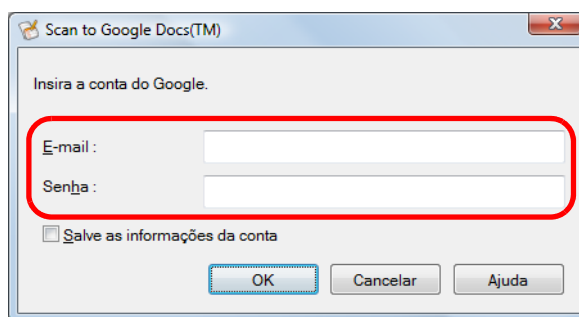 Scan to Google Docs(TM)
Insira a conta do Google.
E-mail :
Senha :
Salve as informações da conta
OK Cancelar Ajuda